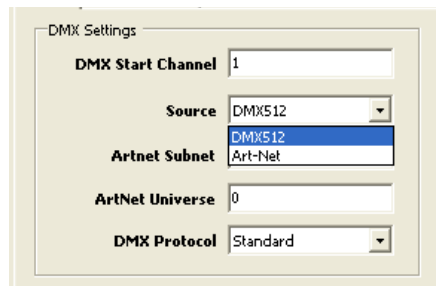 DMX Settings
DMX Start Channel 1
Source DMX512
DMX512
Artnet Subnet Art-Net
ArtNet Universe 0
DMX Protocol Standard